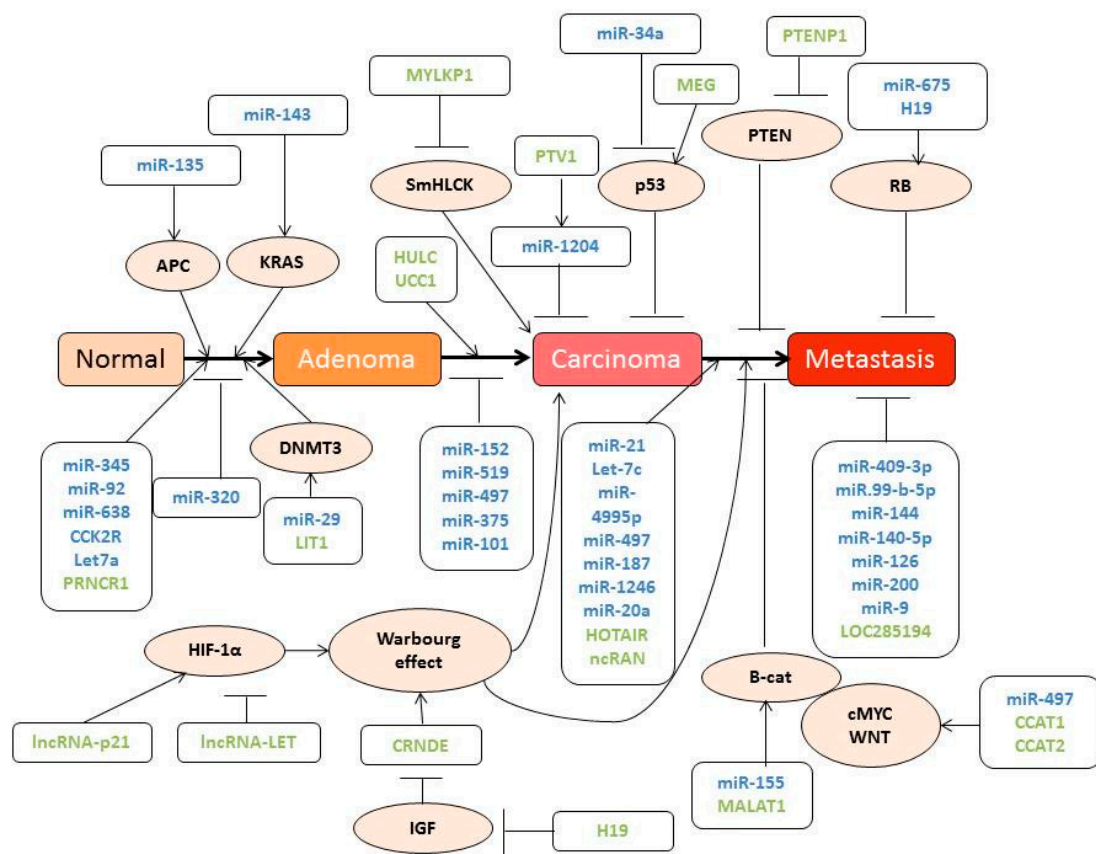 miR-34a
PTENP1
MYLKP1
MEG
miR-675
H19
miR-143
PTEN
miR-135
PTV1
SmHLCK
p53
RB
miR-1204
APC
KRAS
HULC
UCC1
Normal
Adenoma
Carcinoma
Metastasis
DNMT3
miR-345
miR-92
miR-638
CCK2R
Let7a
PRNCR1
miR-320
miR-29
LIT1
miR-152
miR-519
miR-497
miR-375
miR-101
miR-21
Let-7c
miR-
4995p
miR-497
miR-187
miR-1246
miR-20a
HOTAIR
ncRAN
miR-409-3p
miR.99-b-5p
miR-144
miR-140-5p
miR-126
miR-200
miR-9
LOC285194
HIF-1α
Warbourg
effect
B-cat
cMYC
WNT
miR-497
CCAT1
CCAT2
lncRNA-p21
lncRNA-LET
CRNDE
miR-155
MALAT1
IGF
H19